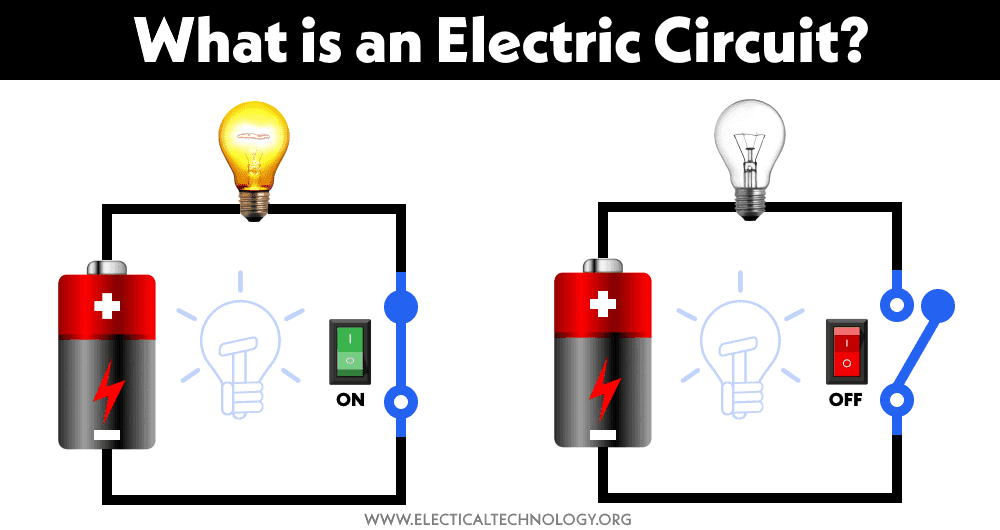 What is an Electric Circuit?
ON
OFF
WWW.ELECTICALTECHNOLOGY.ORG